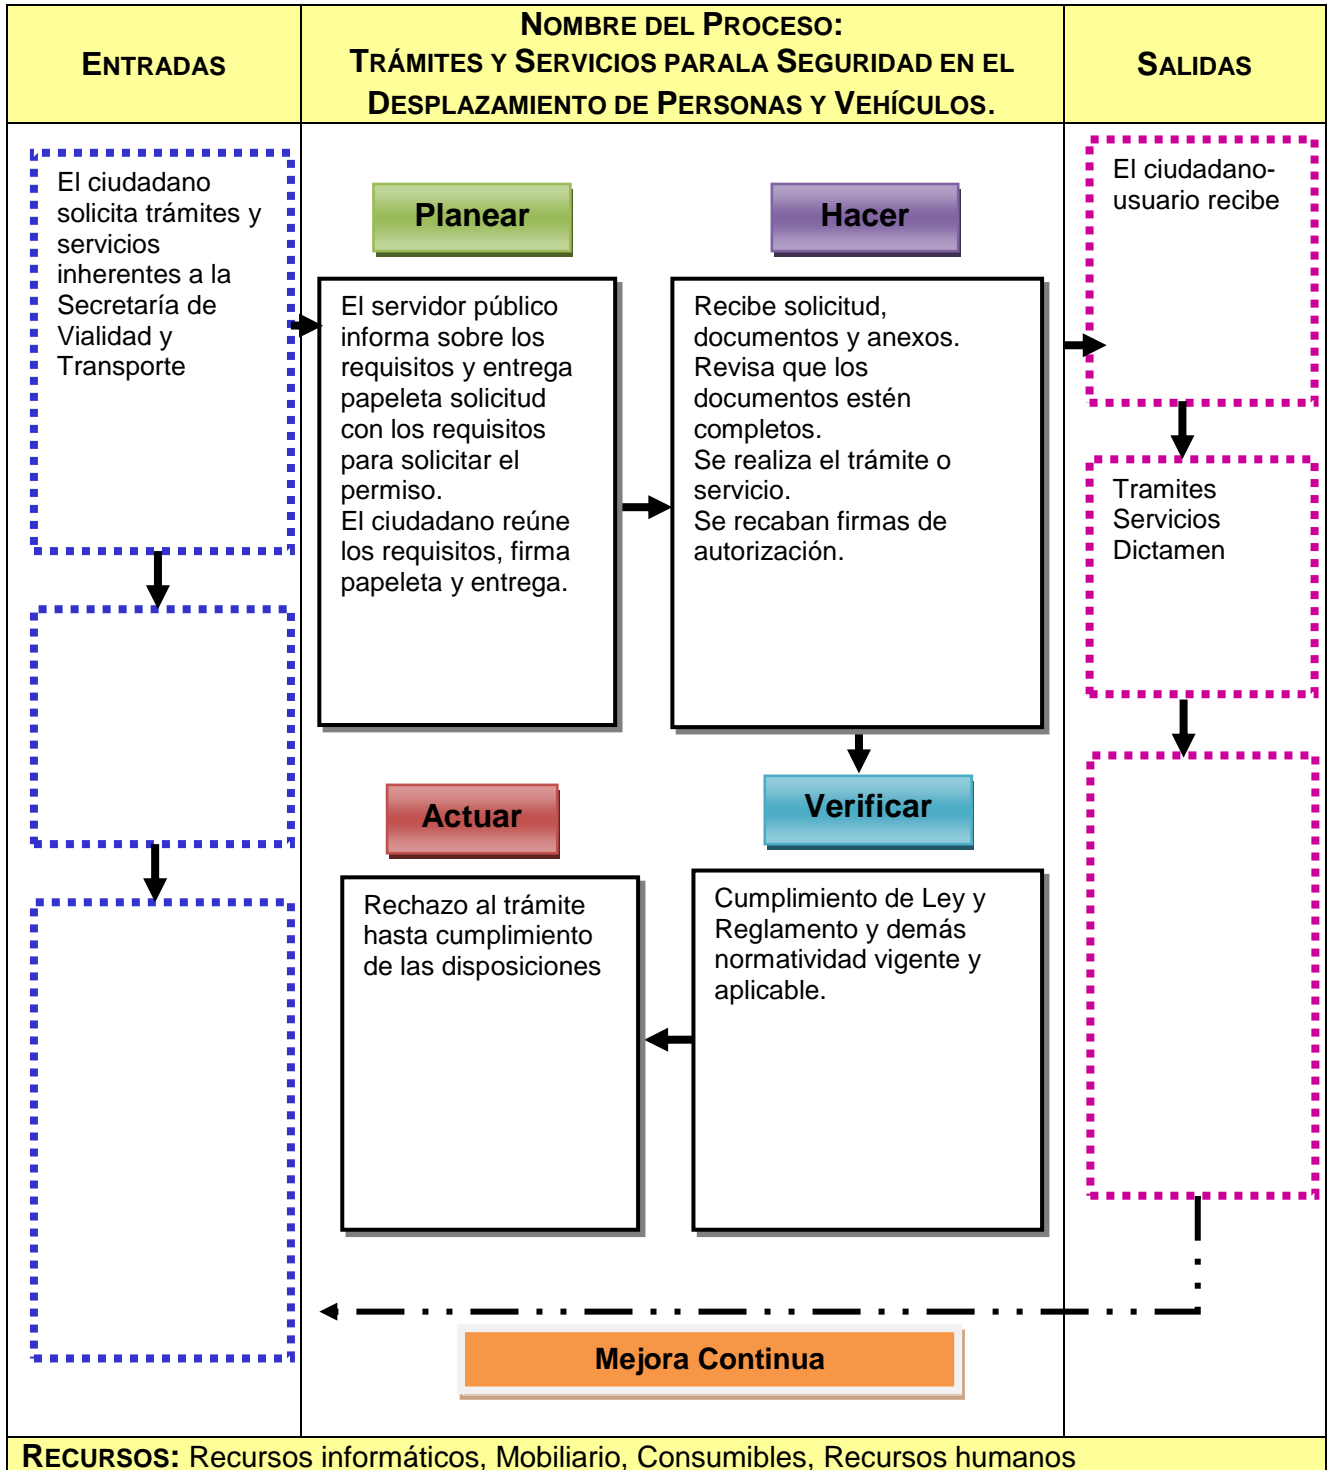 ENTRADAS
NOMBRE DEL PROCESO:
TRÁMITES Y SERVICIOS PARALA SEGURIDAD EN EL
DESPLAZAMIENTO DE PERSONAS Y VEHÍCULOS.
SALIDAS
El ciudadano
solicita trámites y
servicios
inherentes a la
Secretaría de
Vialidad y
Transporte
Planear
El servidor público
informa sobre los
requisitos y entrega
papeleta solicitud
con los requisitos
para solicitar el
permiso.
El ciudadano reúne
los requisitos, firma
papeleta y entrega.
Hacer
Recibe solicitud,
documentos y anexos.
Revisa que los
documentos estén
completos.
Se realiza el trámite o
servicio.
Se recaban firmas de
autorización.
El ciudadano-
usuario recibe
Tramites
Servicios
Dictamen
Actuar
Rechazo al trámite
hasta cumplimiento
de las disposiciones
Verificar
Cumplimiento de Ley y
Reglamento y demás
normatividad vigente y
aplicable.
Mejora Continua
RECURSOS: Recursos informáticos, Mobiliario, Consumibles, Recursos humanos